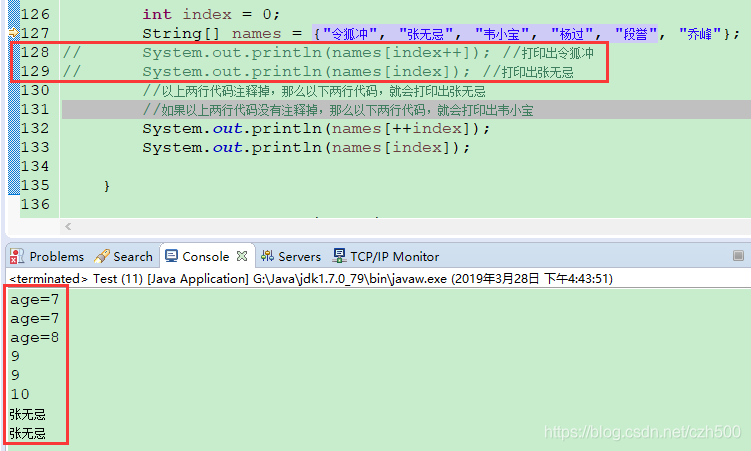 126 int index = 0;
127 String[] names = {"令狐冲", "张无忌", "韦小宝", "杨过", "段誉", "乔峰"};
128 // System.out.println(names[index++]); //打印出令狐冲
129 // System.out.println(names[index]); //打印出张无忌
130 //以上两行代码注释掉，那么以下两行代码，就会打印出张无忌
131 //如果以上两行代码没有注释掉，那么以下两行代码，就会打印出韦小宝
132 System.out.println(names[++index]);
133 System.out.println(names[index]);
134
135 }
136
Problems Search Console Servers TCP/IP Monitor
<terminated> Test (11) [Java Application] G:\Java\jdk1.7.0_79\bin\javaw.exe (2019年3月28日 下午4:43:51)
age=7
age=7
age=8
9
9
10
张无忌
张无忌
https://blog.csdn.net/czh500